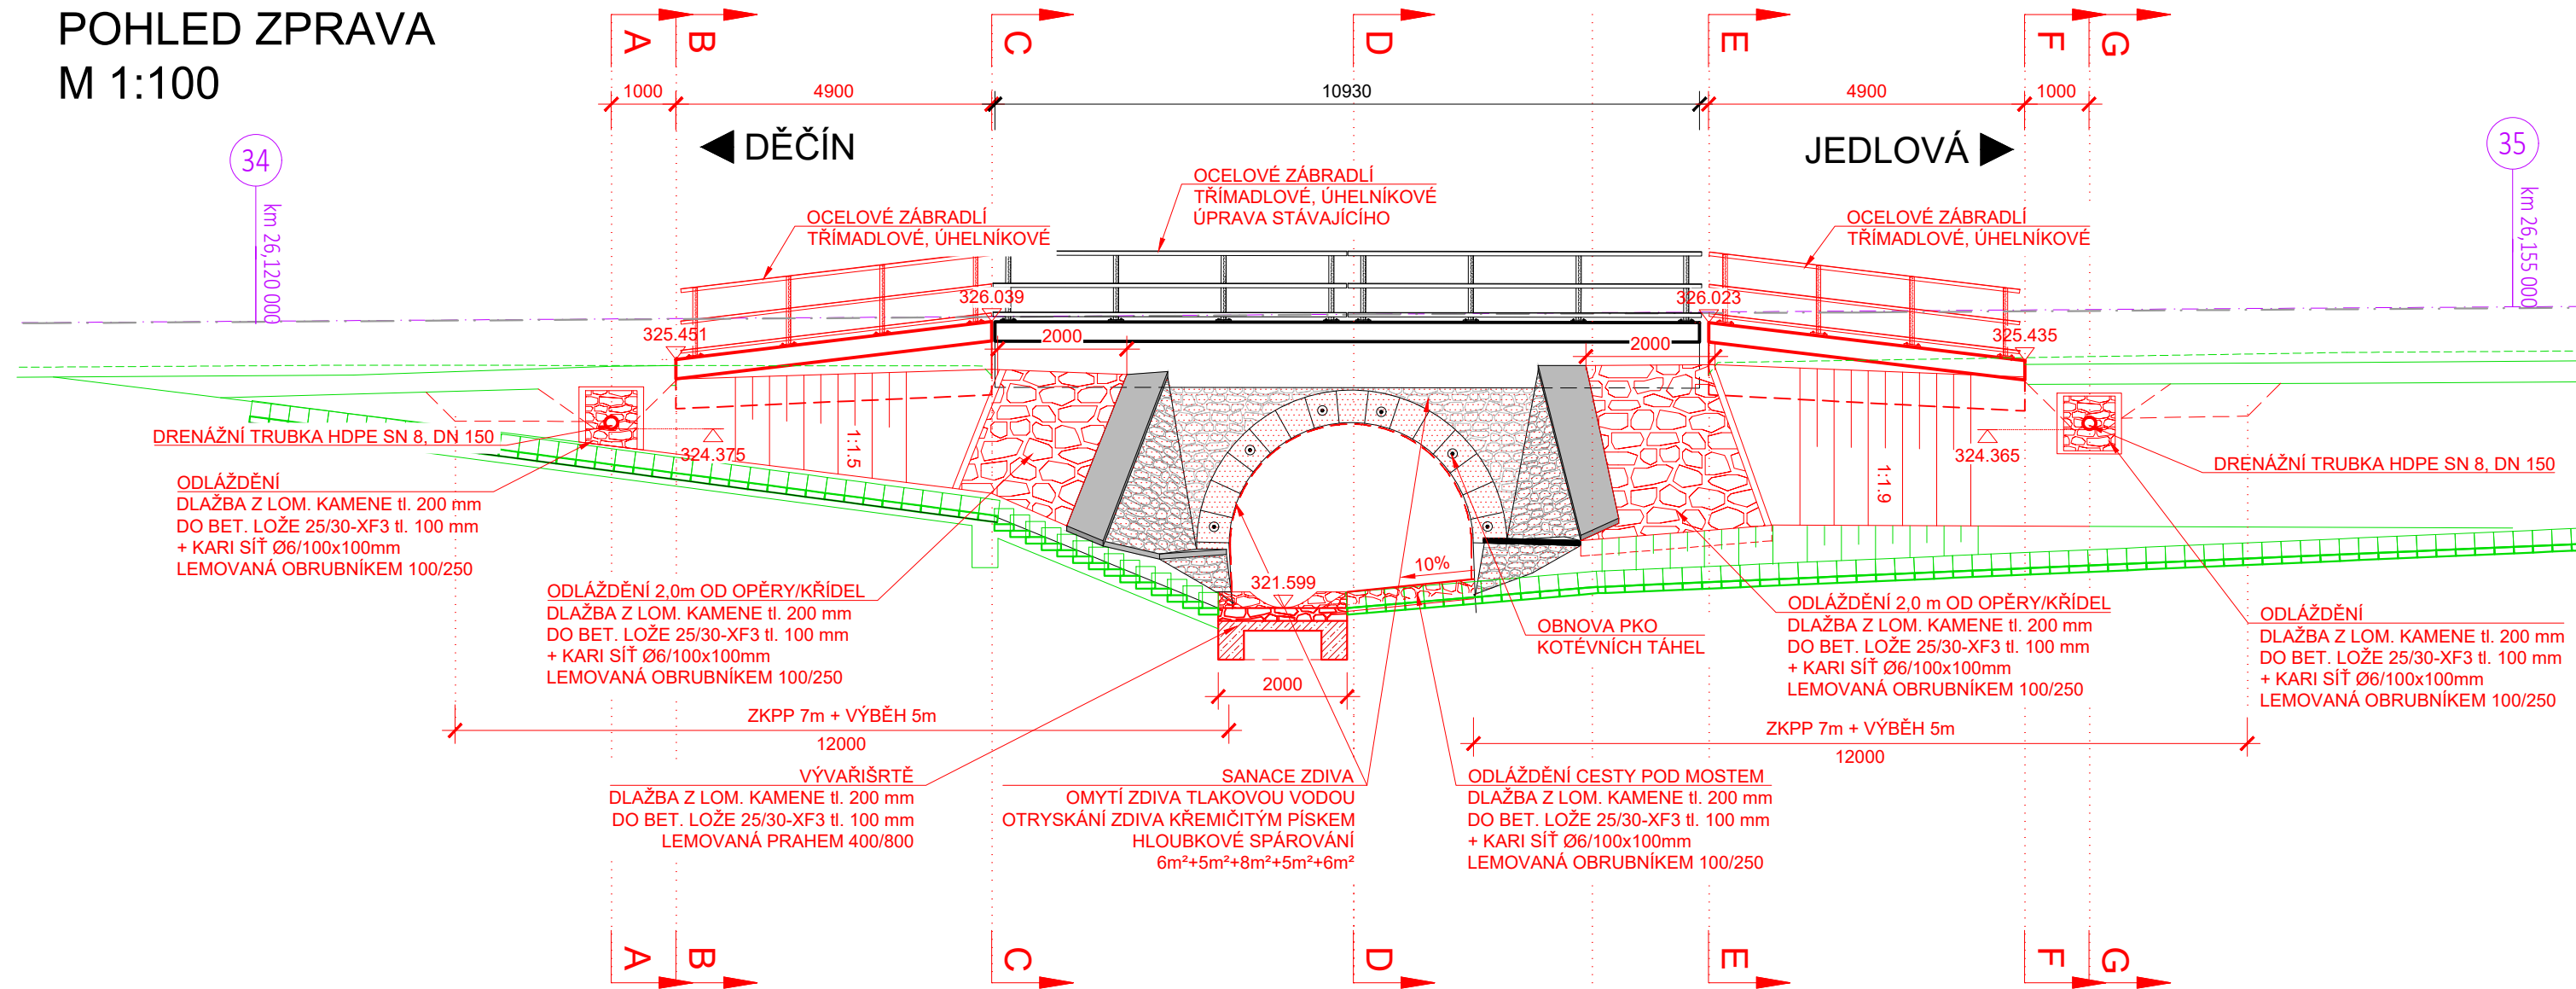 POHLED ZPRAVA
M 1:100
A
B
C
D
E
F
G
1000
4900
10930
4900
1000
DĚČÍN
JEDLOVÁ
34
km 26,120 000
35
km 26,155 000
OCELOVÉ ZÁBRADLÍ
TŘÍMADLOVÉ, ÚHELNÍKOVÉ
OCELOVÉ ZÁBRADLÍ
TŘÍMADLOVÉ, ÚHELNÍKOVÉ
ÚPRAVA STÁVAJÍCÍHO
OCELOVÉ ZÁBRADLÍ
TŘÍMADLOVÉ, ÚHELNÍKOVÉ
326.039
326.023
325.451
325.435
2000
2000
DRENÁŽNÍ TRUBKA HDPE SN 8, DN 150
324.375
1:1.5
324.365
1:1.9
DRENÁŽNÍ TRUBKA HDPE SN 8, DN 150
ODLÁŽDĚNÍ
DLAŽBA Z LOM. KAMENE tl. 200 mm
DO BET. LOŽE 25/30-XF3 tl. 100 mm
+ KARI SÍŤ Ø6/100x100mm
LEMOVANÁ OBRUBNÍKEM 100/250
ODLÁŽDĚNÍ 2,0m OD OPĚRY/KŘÍDEL
DLAŽBA Z LOM. KAMENE tl. 200 mm
DO BET. LOŽE 25/30-XF3 tl. 100 mm
+ KARI SÍŤ Ø6/100x100mm
LEMOVANÁ OBRUBNÍKEM 100/250
321.599
10%
OBNOVA PKO
KOTĚVNÍCH TÁHEL
ODLÁŽDĚNÍ 2,0 m OD OPĚRY/KŘÍDEL
DLAŽBA Z LOM. KAMENE tl. 200 mm
DO BET. LOŽE 25/30-XF3 tl. 100 mm
+ KARI SÍŤ Ø6/100x100mm
LEMOVANÁ OBRUBNÍKEM 100/250
ODLÁŽDĚNÍ
DLAŽBA Z LOM. KAMENE tl. 200 mm
DO BET. LOŽE 25/30-XF3 tl. 100 mm
+ KARI SÍŤ Ø6/100x100mm
LEMOVANÁ OBRUBNÍKEM 100/250
2000
ZKPP 7m + VÝBĚH 5m
12000
ZKPP 7m + VÝBĚH 5m
12000
VÝVAŘIŠRTĚ
DLAŽBA Z LOM. KAMENE tl. 200 mm
DO BET. LOŽE 25/30-XF3 tl. 100 mm
LEMOVANÁ PRAHEM 400/800
SANACE ZDIVA
OMYTÍ ZDIVA TLAKOVOU VODOU
OTRYSKÁNÍ ZDIVA KŘEMIČITÝM PÍSKEM
HLOUBKOVÉ SPÁROVÁNÍ
6m²+5m²+8m²+5m²+6m²
ODLÁŽDĚNÍ CESTY POD MOSTEM
DLAŽBA Z LOM. KAMENE tl. 200 mm
DO BET. LOŽE 25/30-XF3 tl. 100 mm
+ KARI SÍŤ Ø6/100x100mm
LEMOVANÁ OBRUBNÍKEM 100/250
A
B
C
D
E
F
G